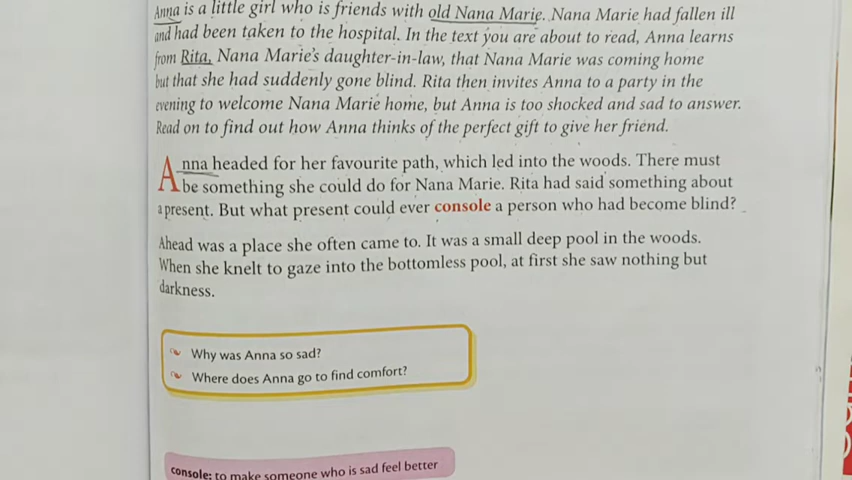 Anna is a little girl who is friends with old Nana Marie. Nana Marie had fallen ill
and had been taken to the hospital. In the text you are about to read, Anna learns
from Rita, Nana Marie's daughter-in-law, that Nana Marie was coming home
but that she had suddenly gone blind. Rita then invites Anna to a party in the
evening to welcome Nana Marie home, but Anna is too shocked and sad to answer.
Read on to find out how Anna thinks of the perfect gift to give her friend.
Anna headed for her favourite path, which led into the woods. There must
be something she could do for Nana Marie. Rita had said something about
a present. But what present could ever console a person who had become blind?
Ahead was a place she often came to. It was a small deep pool in the woods.
When she knelt to gaze into the bottomless pool, at first she saw nothing but
darkness.
Why was Anna so sad?
Where does Anna go to find comfort?
console: to make someone who is sad feel better